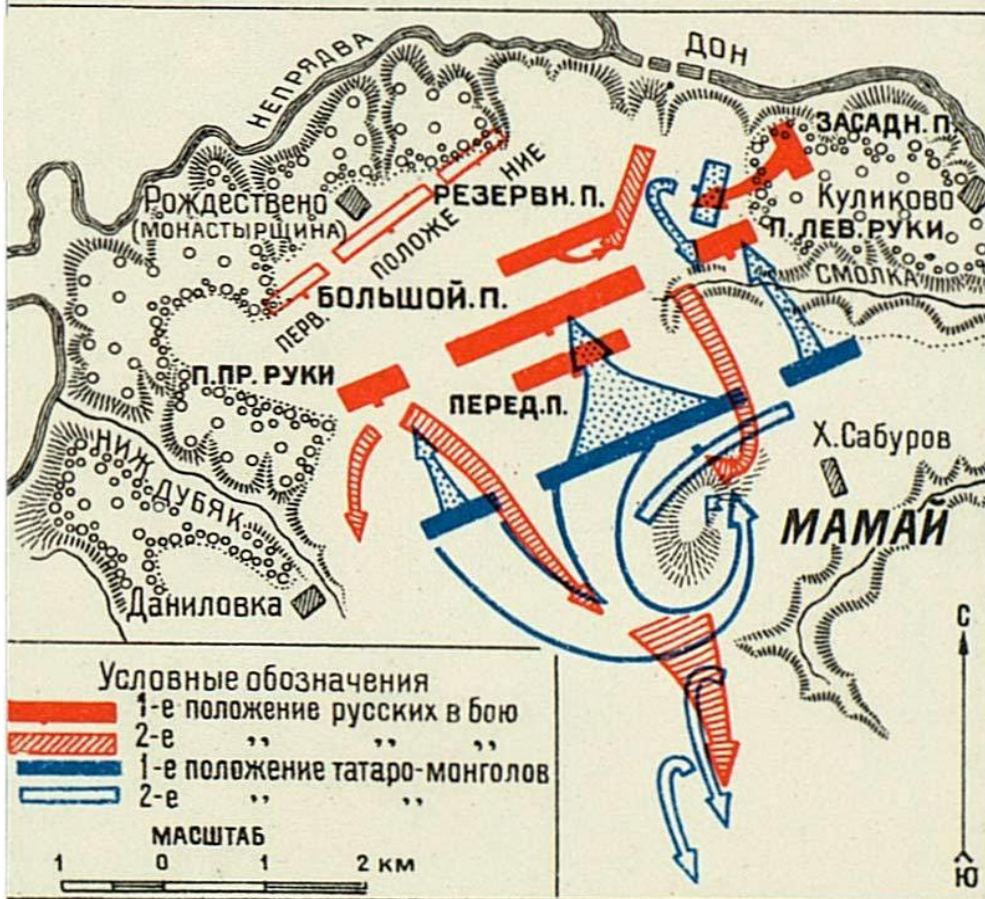 НЕПРЯДВА
ДОН
ЗАСАДН. П.
Рождествено
(МОНАСТЫРЩИНА)
ПЕРВ. ПОЛОЖЕНИЕ
РЕЗЕРВН. П.
Куликово
П. ЛЕВ. РУКИ
СМОЛКА
БОЛЬШОЙ. П.
П.ПР. РУКИ
ПЕРЕД.П.
НИЖ. ДУБЯК
Х.Сабуров
МАМАЙ
Даниловка
С
Ю
Условные обозначения
1-е положение русских в бою
2-е ,, ,, ,,
1-е положение татаро-монголов
2-е ,, ,,
МАСШТАБ
1 0 1 2 км